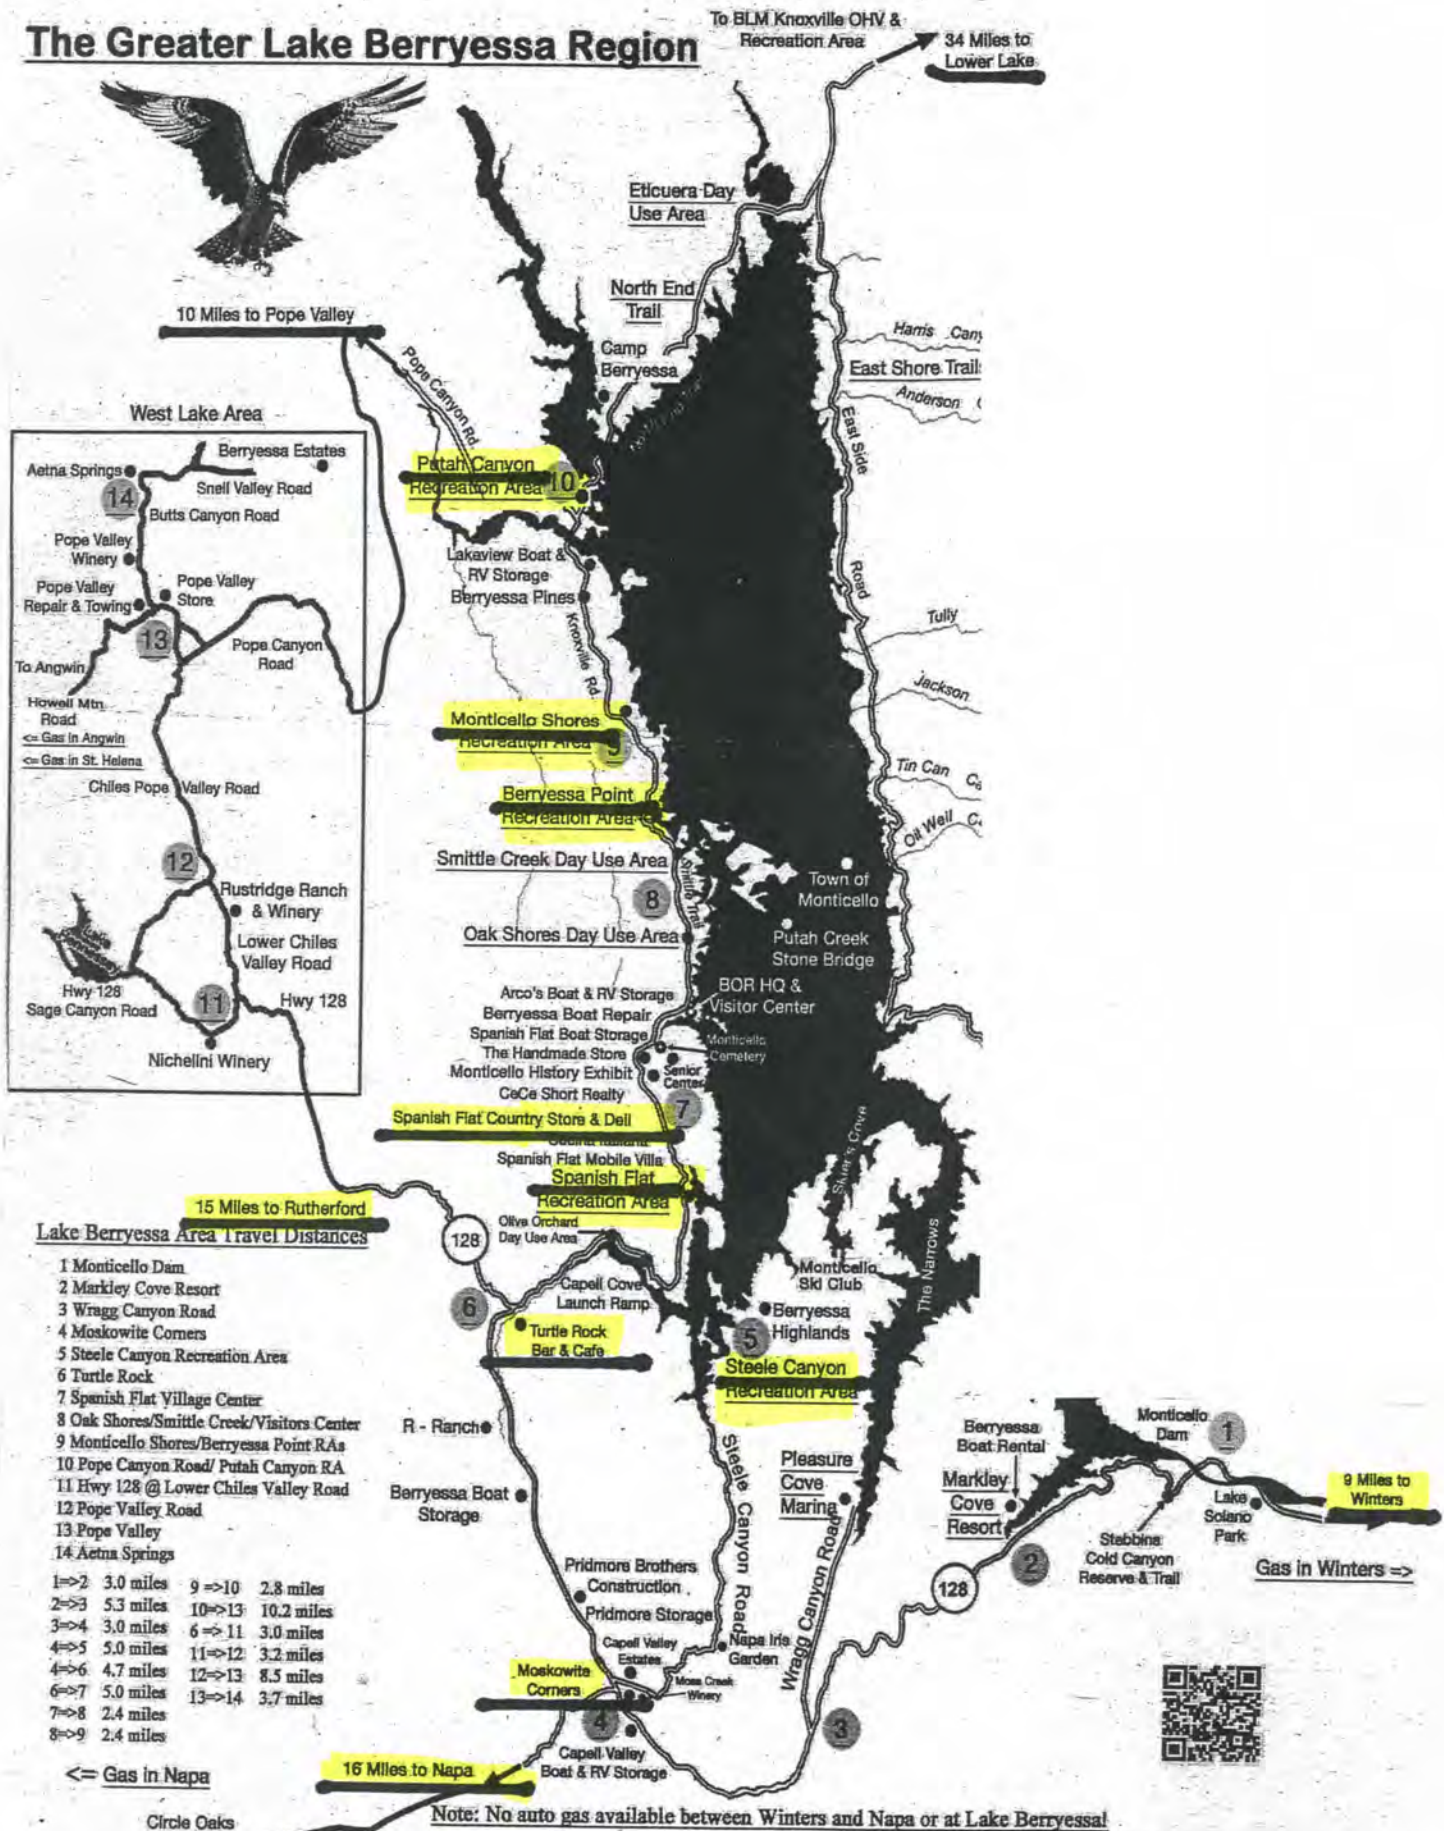 The Greater Lake Berryessa Region
To BLM Knoxville OHV &
Recreation Area
34 Miles to
Lower Lake
Eticuera Day
Use Area
North End
Trail
10 Miles to Pope Valley
Camp
Berryessa
Pope Canyon Rd.
Harris Cany
East Shore Trail
Anderson
East Side
Road
West Lake Area
Aetna Springs
Berryessa Estates
14
Snell Valley Road
Butts Canyon Road
Pope Valley
Winery
Pope Valley
Repair & Towing
Pope Valley
Store
13
Pope Canyon
Road
To Angwin
Howell Mtn
Road
<= Gas in Angwin
<= Gas in St. Helena
Chiles Pope Valley Road
12
Rustridge Ranch
& Winery
Lower Chiles
Valley Road
Hwy 128
Sage Canyon Road
11
Hwy 128
Nichelini Winery
Putah Canyon
Recreation Area
10
Lakeview Boat &
RV Storage
Berryessa Pines
Knoxville Rd.
Tully
Jackson
Monticello Shores
Recreation Area
9
Berryessa Point
Recreation Area
Tin Can Ca
Oil Well C
Smittle Creek Day Use Area
Smittle Trail
8
Town of
Monticello
Oak Shores Day Use Area
Putah Creek
Stone Bridge
Arco's Boat & RV Storage
BOR HQ &
Visitor Center
Berryessa Boat Repair
Spanish Flat Boat Storage
The Handmade Store
Monticello
Cemetery
Monticello History Exhibit
Senior
Center
CeCe Short Realty
7
Spanish Flat Country Store & Deli
Spanish Flat Mobile Villa
Spanish Flat
Recreation Area
Skier's Cove
The Narrows
15 Miles to Rutherford
128
Olive Orchard
Day Use Area
Capell Cove
Launch Ramp
Monticello
Ski Club
6
Berryessa
Highlands
5
Turtle Rock
Bar & Cafe
Steele Canyon
Recreation Area
Lake Berryessa Area Travel Distances
1 Monticello Dam
2 Markley Cove Resort
3 Wragg Canyon Road
4 Moskowite Corners
5 Steele Canyon Recreation Area
6 Turtle Rock
7 Spanish Flat Village Center
8 Oak Shores/Smittle Creek/Visitors Center
9 Monticello Shores/Berryessa Point RAs
10 Pope Canyon Road/ Putah Canyon RA
11 Hwy 128 @ Lower Chiles Valley Road
12 Pope Valley Road
13 Pope Valley
14 Aetna Springs
1=>2 3.0 miles 9 =>10 2.8 miles
2=>3 5.3 miles 10=>13 10.2 miles
3=>4 3.0 miles 6 => 11 3.0 miles
4=>5 5.0 miles 11=>12 3.2 miles
4=>6 4.7 miles 12=>13 8.5 miles
6=>7 5.0 miles 13=>14 3.7 miles
7=>8 2.4 miles
8=>9 2.4 miles
<= Gas in Napa
Circle Oaks
R - Ranch
Berryessa Boat
Storage
Steele Canyon Road
Pleasure
Cove
Marina
Wragg Canyon Road
Pridmore Brothers
Construction
Pridmore Storage
Capell Valley
Estates
Napa Iris
Garden
Moss Creek
Winery
Moskowite
Corners
4
Capell Valley
Boat & RV Storage
16 Miles to Napa
3
128
Berryessa
Boat Rental
Markley
Cove
Resort
2
Monticello
Dam
1
Stebbins
Cold Canyon
Reserve & Trail
Lake
Solano
Park
9 Miles to
Winters
Gas in Winters =>
Note: No auto gas available between Winters and Napa or at Lake Berryessa!